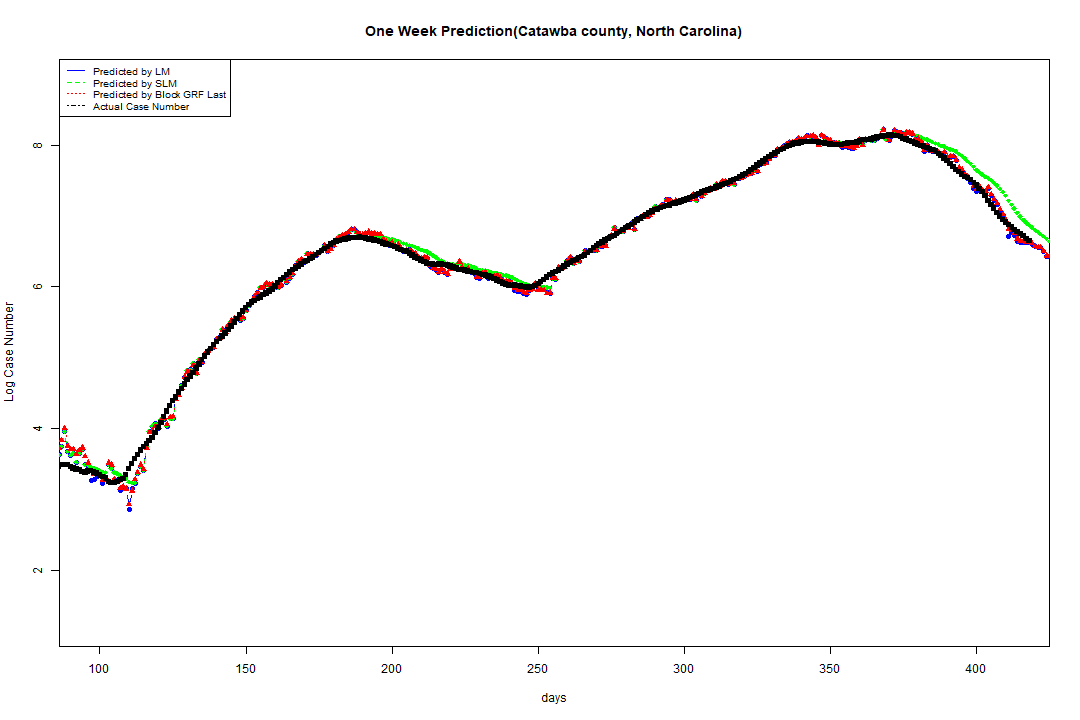 One Week Prediction(Catawba county, North Carolina)
Predicted by LM
Predicted by SLM
Predicted by Block GRF Last
Actual Case Number
8
6
4
2
Log Case Number
100 150 200 250 300 350 400
days